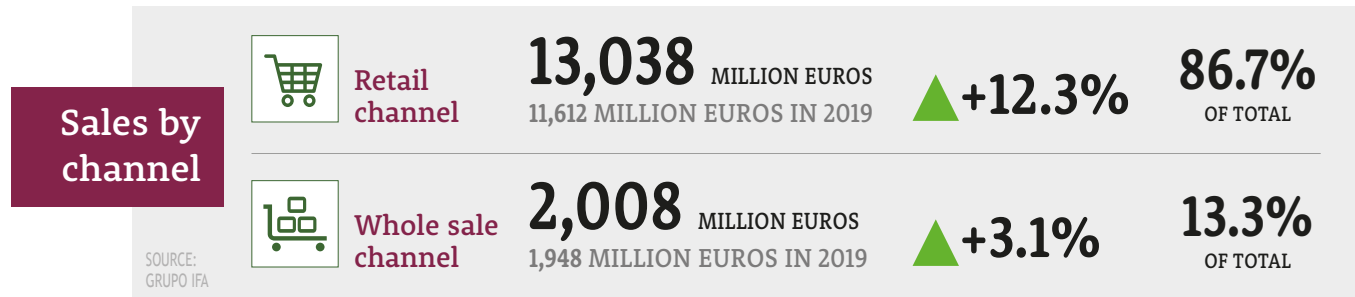 Sales by
channel
Retail
channel
13,038 MILLION EUROS
11,612 MILLION EUROS IN 2019
+12.3%
86.7%
OF TOTAL
Whole sale
channel
2,008 MILLION EUROS
1,948 MILLION EUROS IN 2019
+3.1%
13.3%
OF TOTAL
SOURCE:
GRUPO IFA